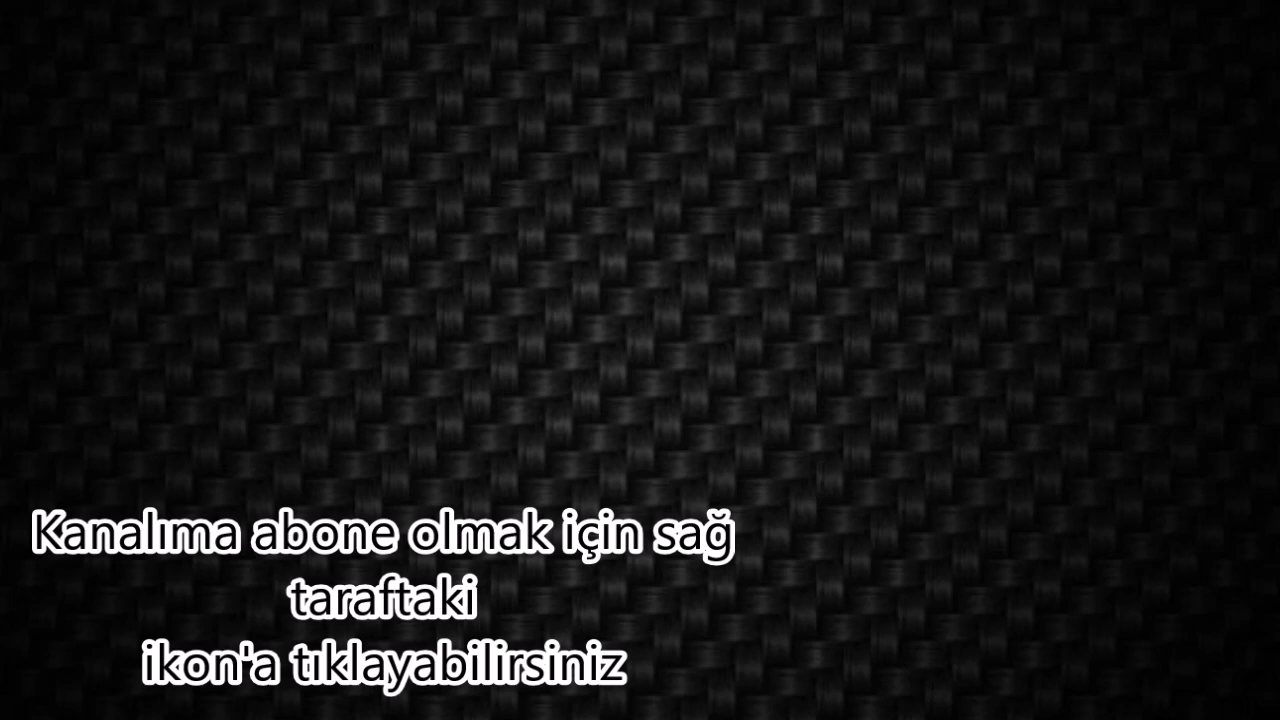 Kanalıma abone olmak için sağ
taraftaki
ikon'a tıklayabilirsiniz